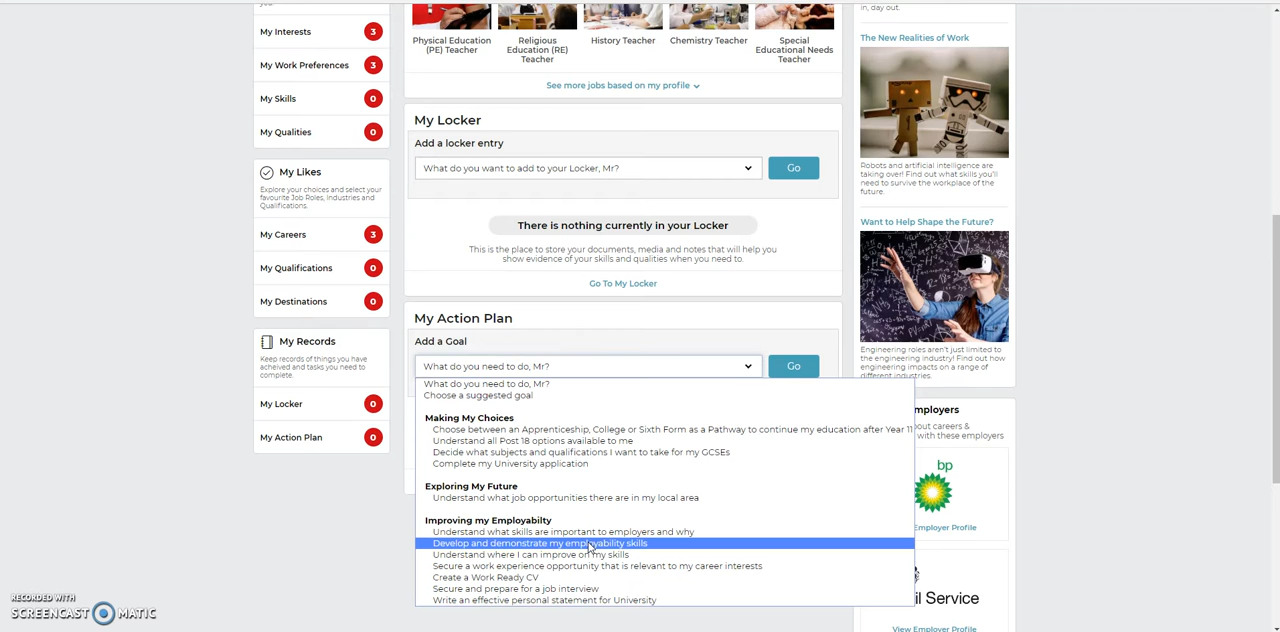 you.
My Interests 3
My Work Preferences 3
My Skills 0
My Qualities 0
My Likes
Explore your choices and select your
favourite Job Roles, Industries and
Qualifications.
My Careers 3
My Qualifications 0
My Destinations 0
My Records
Keep records of things you have
acheived and tasks you need to
complete.
My Locker 0
My Action Plan 0
Physical Education
(PE) Teacher
Religious
Education (RE)
Teacher
History Teacher
Chemistry Teacher
Special
Educational Needs
Teacher
See more jobs based on my profile
My Locker
Add a locker entry
What do you want to add to your Locker, Mr?
Go
There is nothing currently in your Locker
This is the place to store your documents, media and notes that will help you
show evidence of your skills and qualities when you need to.
Go To My Locker
My Action Plan
Add a Goal
What do you need to do, Mr?
Go
What do you need to do, Mr?
Choose a suggested goal
Making My Choices
Choose between an Apprenticeship, College or Sixth Form as a Pathway to continue my education after Year 11
Understand all Post 18 options available to me
Decide what subjects and qualifications I want to take for my GCSEs
Complete my University application
Exploring My Future
Understand what job opportunities there are in my local area
Improving my Employabilty
Understand what skills are important to employers and why
Develop and demonstrate my employability skills
Understand where I can improve on my skills
Secure a work experience opportunity that is relevant to my career interests
Create a Work Ready CV
Secure and prepare for a job interview
Write an effective personal statement for University
in, day out.
The New Realities of Work
Robots and artificial intelligence are
taking over! Find out what skills you'll
need to survive the workplace of the
future.
Want to Help Shape the Future?
Engineering roles aren't just limited to
the engineering industry! Find out how
engineering impacts on a range of
different industries.
mployers
out careers &
with these employers
bp
Employer Profile
il Service
View Employer Profile
RECORDED WITH
SCREENCAST MATIC